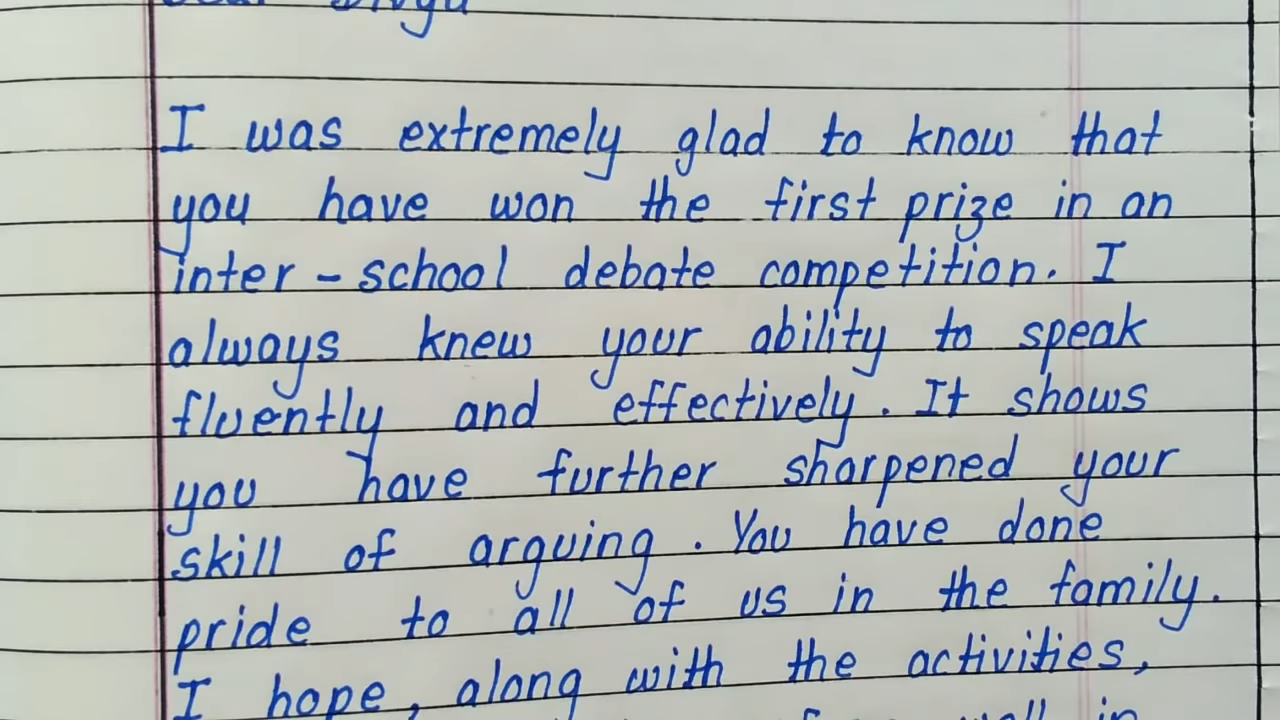 I was extremely glad to know that
you have won the first prize in an
inter - school debate competition. I
always knew your ability to speak
fluently and effectively. It shows
you have further sharpened your
skill of arguing. You have done
pride to all of us in the family.
I hope, along with the activities,
well in